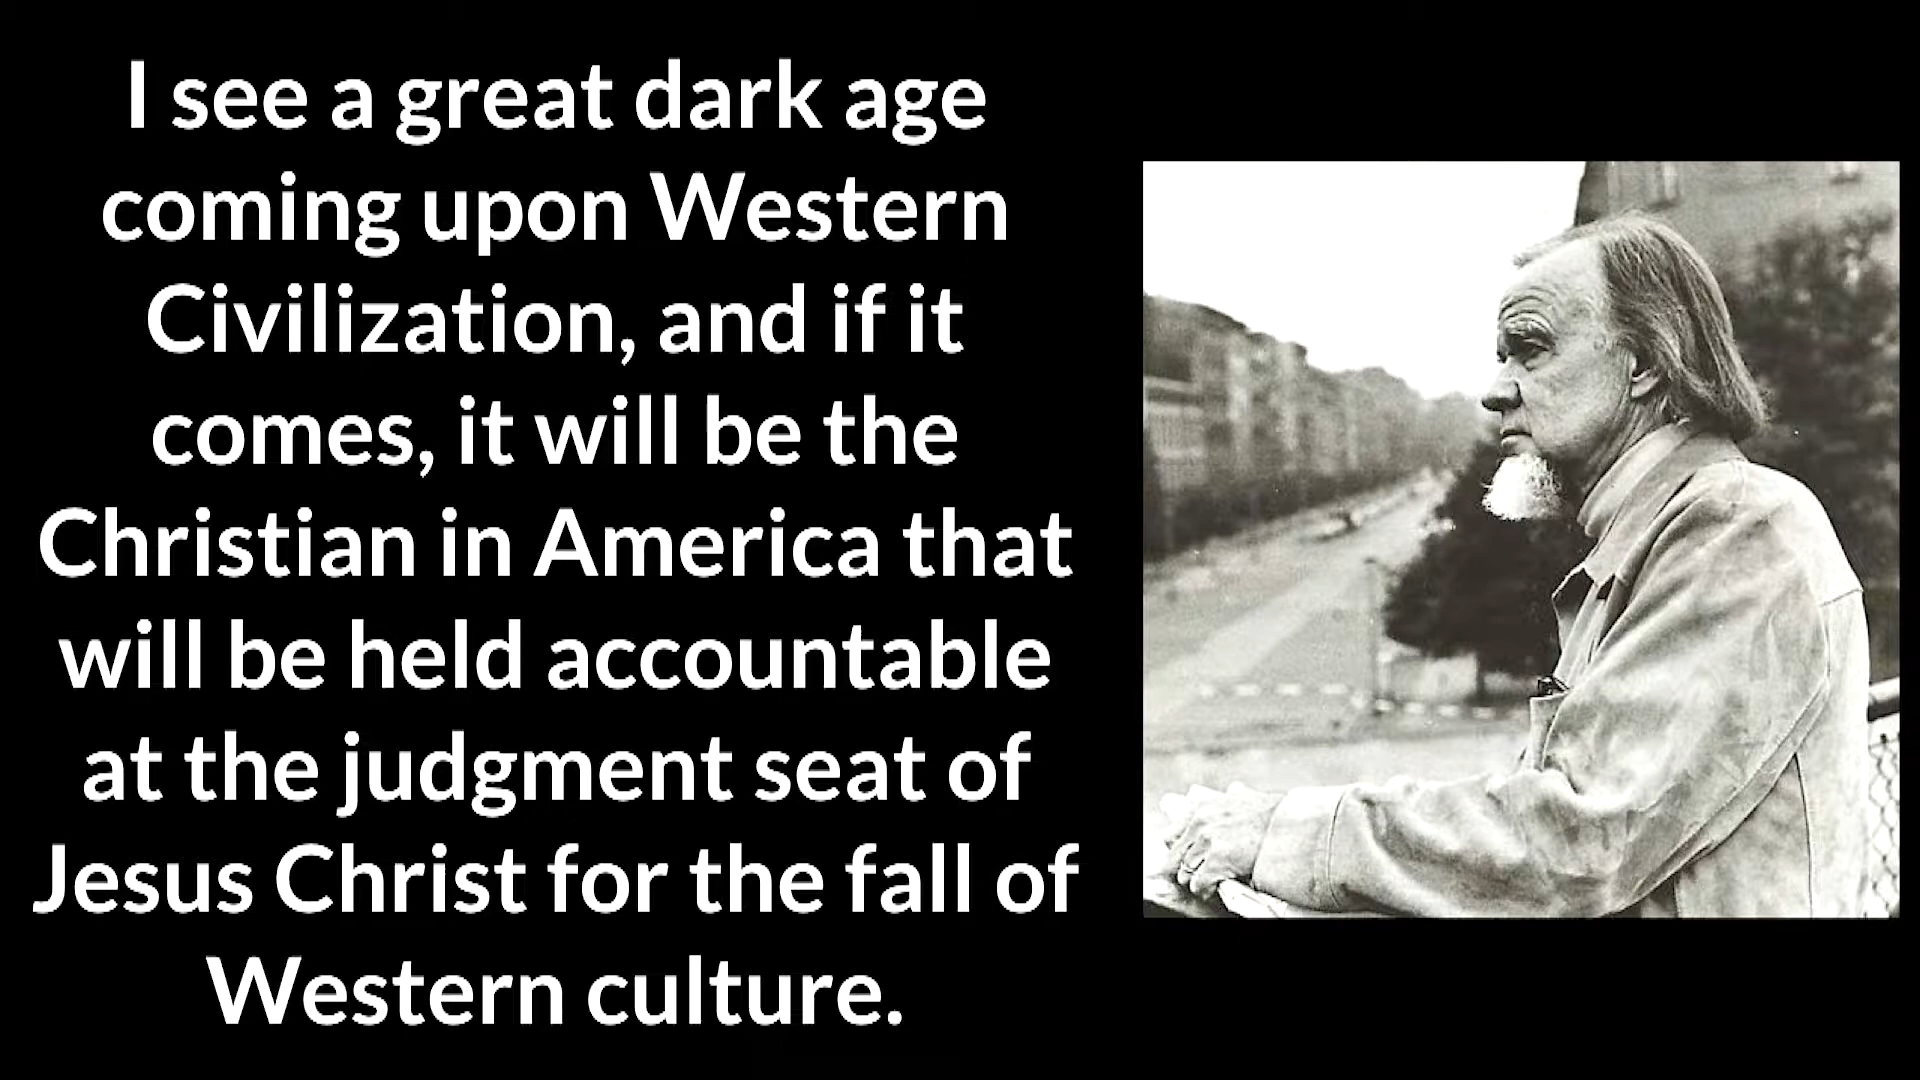 I see a great dark age
coming upon Western
Civilization, and if it
comes, it will be the
Christian in America that
will be held accountable
at the judgment seat of
Jesus Christ for the fall of
Western culture.